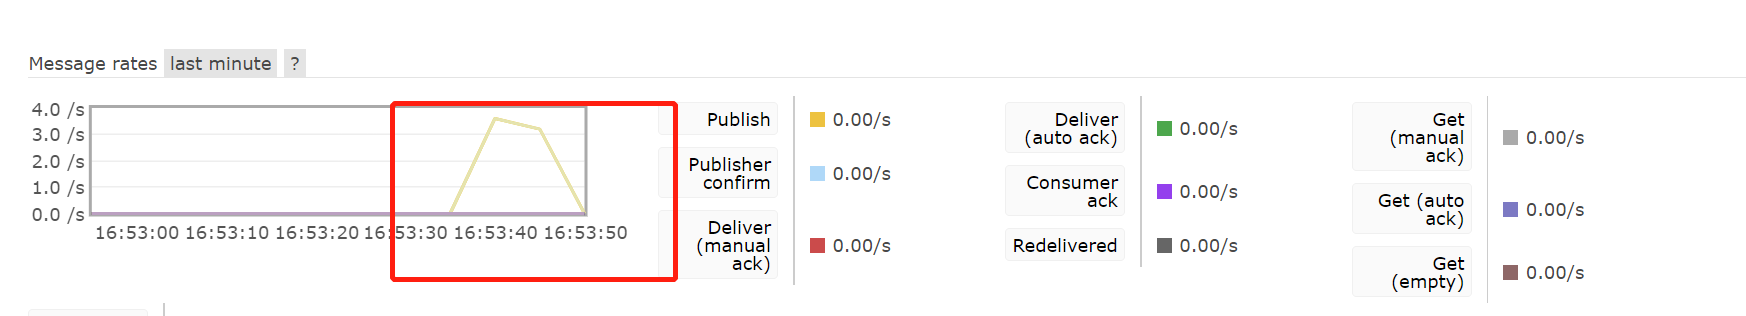 Message rates last minute ?
4.0 /s
3.0 /s
2.0 /s
1.0 /s
0.0 /s
16:53:00 16:53:10 16:53:20 16:53:30 16:53:40 16:53:50
Publish
0.00/s
Publisher
confirm
0.00/s
Deliver
(manual
ack)
0.00/s
Deliver
(auto ack)
0.00/s
Consumer
ack
0.00/s
Redelivered
0.00/s
Get
(manual
ack)
0.00/s
Get (auto
ack)
0.00/s
Get
(empty)
0.00/s